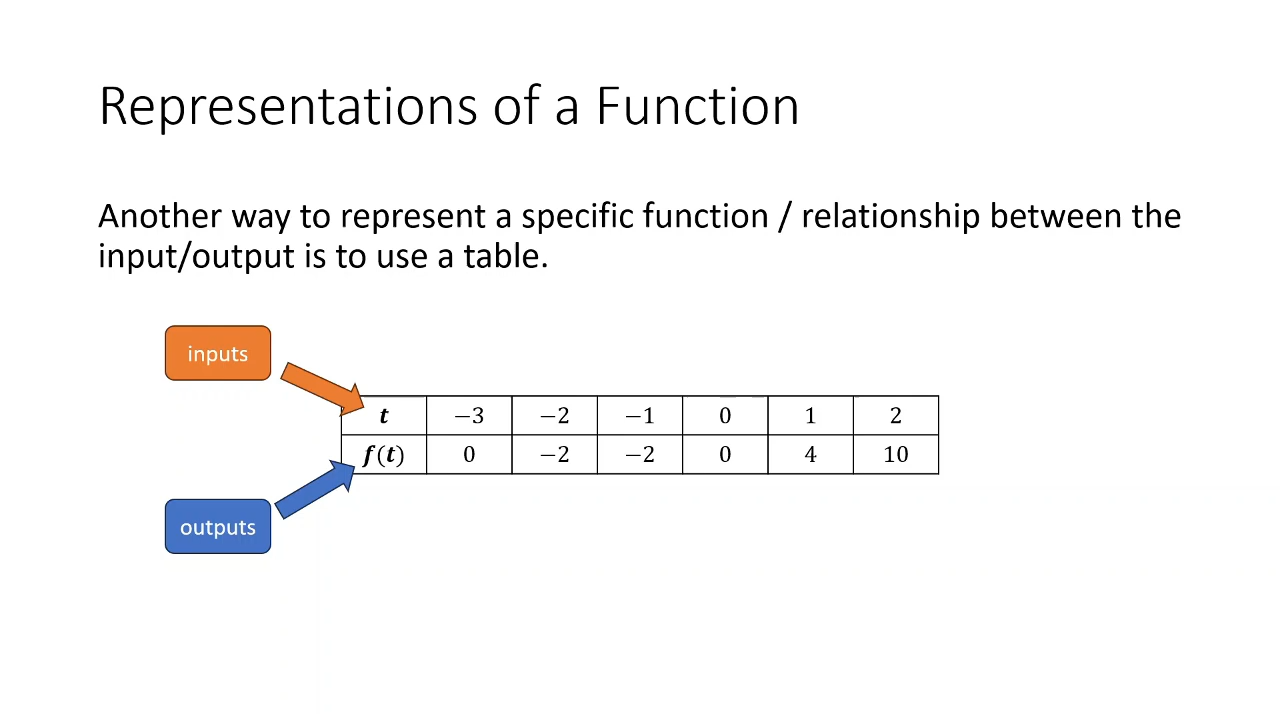 Representations of a Function
Another way to represent a specific function / relationship between the
input/output is to use a table.
inputs
t −3 −2 −1 0 1 2
f(t) 0 −2 −2 0 4 10
outputs